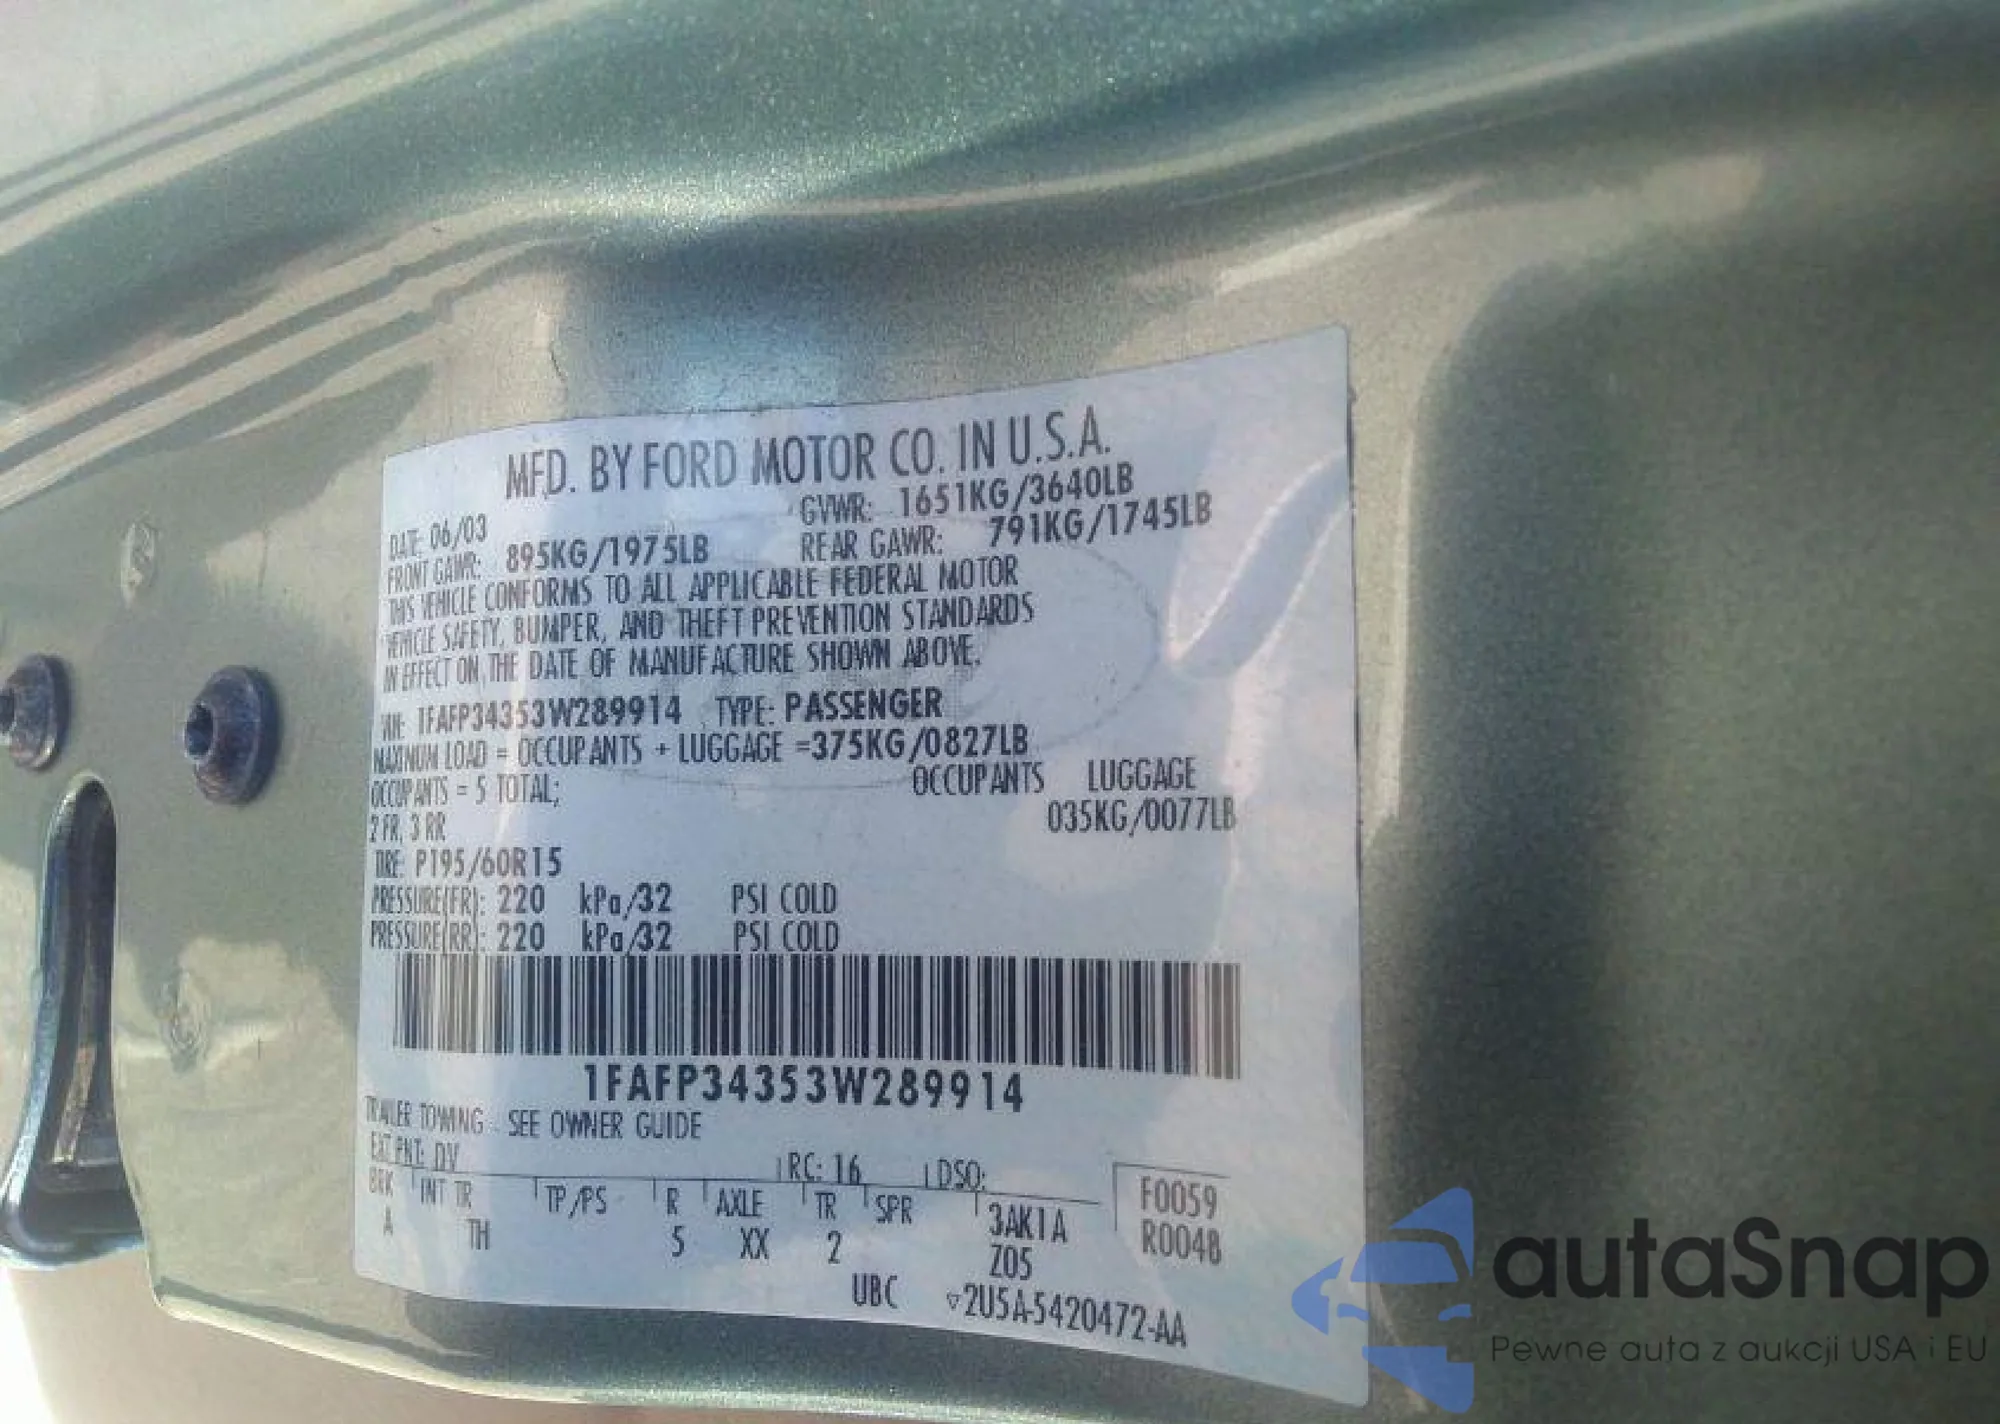 MFD. BY FORD MOTOR CO. IN U.S.A.
DATE: 06/03 GVWR: 1651KG/3640LB
FRONT GAWR: 895KG/1975LB REAR GAWR: 791KG/1745LB
THIS VEHICLE CONFORMS TO ALL APPLICABLE FEDERAL MOTOR
VEHICLE SAFETY, BUMPER, AND THEFT PREVENTION STANDARDS
IN EFFECT ON THE DATE OF MANUFACTURE SHOWN ABOVE.
VIN: 1FAFP34353W289914 TYPE: PASSENGER
MAXIMUM LOAD = OCCUPANTS + LUGGAGE =375KG/0827LB
OCCUPANTS = 5 TOTAL; OCCUPANTS LUGGAGE
2 FR, 3 RR 035KG/0077LB
TIRE: P195/60R15
PRESSURE(FR): 220 kPa/32 PSI COLD
PRESSURE(RR): 220 kPa/32 PSI COLD
1FAFP34353W289914
TRAILER TOWING - SEE OWNER GUIDE
EXT PNT: DV RC: 16 DSO: F0059
BRK INT TR TP/PS R AXLE TR SPR 3AK1A R0048
A TH 5 XX 2 Z05
UBC ▽2U5A-5420472-AA
autaSnap
Pewne auta z aukcji USA i EU